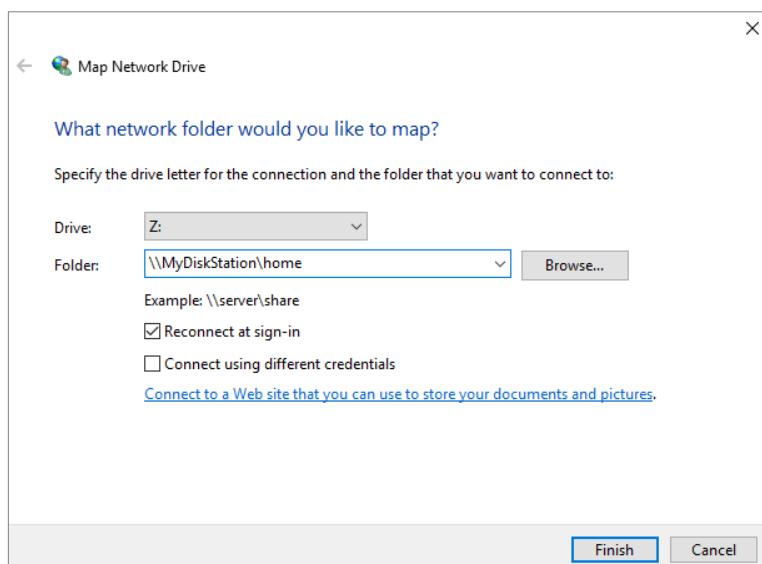 Map Network Drive
What network folder would you like to map?
Specify the drive letter for the connection and the folder that you want to connect to:
Drive: Z:
Folder: \\MyDiskStation\home Browse...
Example: \\server\share
Reconnect at sign-in
Connect using different credentials
Connect to a Web site that you can use to store your documents and pictures.
Finish Cancel